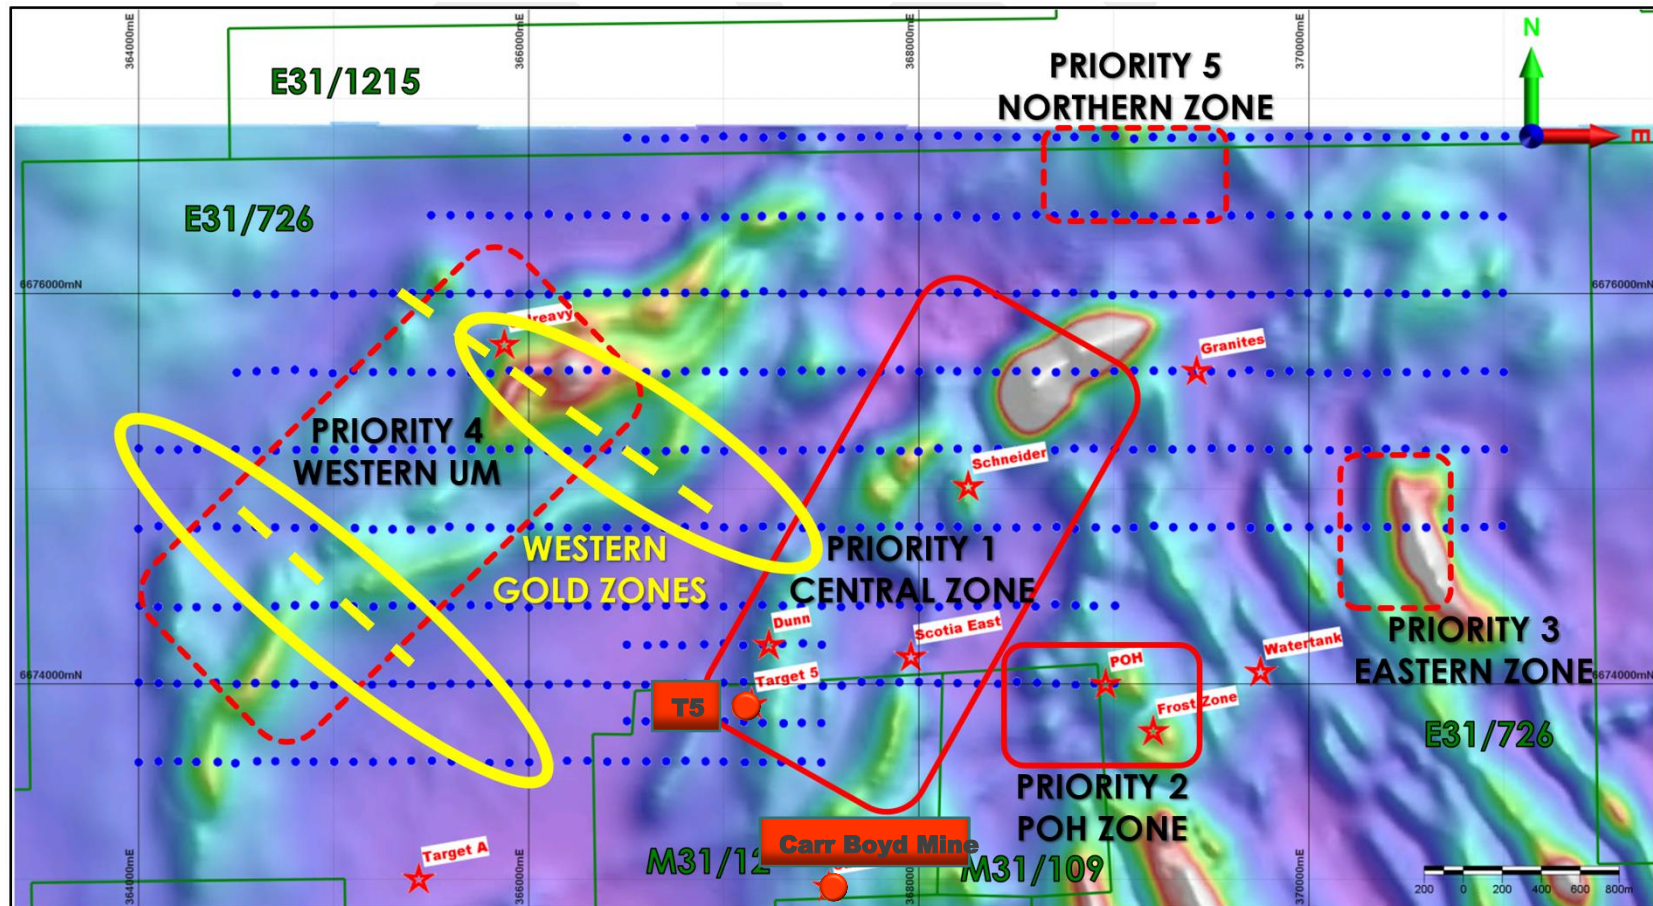 364000mE
366000mE
368000mE
370000mE
N
E
E31/1215
PRIORITY 5
NORTHERN ZONE
E31/726
6676000mN
6676000mN
Granites
PRIORITY 4
WESTERN UM
Schneider
WESTERN
GOLD ZONES
PRIORITY 1
CENTRAL ZONE
Dunn
Scotia East
PRIORITY 3
EASTERN ZONE
Watertank
POH
Target 5
T5
Frost Zone
6674000mN
6674000mN
E31/726
PRIORITY 2
POH ZONE
Target A
Carr Boyd Mine
M31/12
M31/109
364000mE
366000mE
368000mE
370000mE
200 0 200 400 600 800m